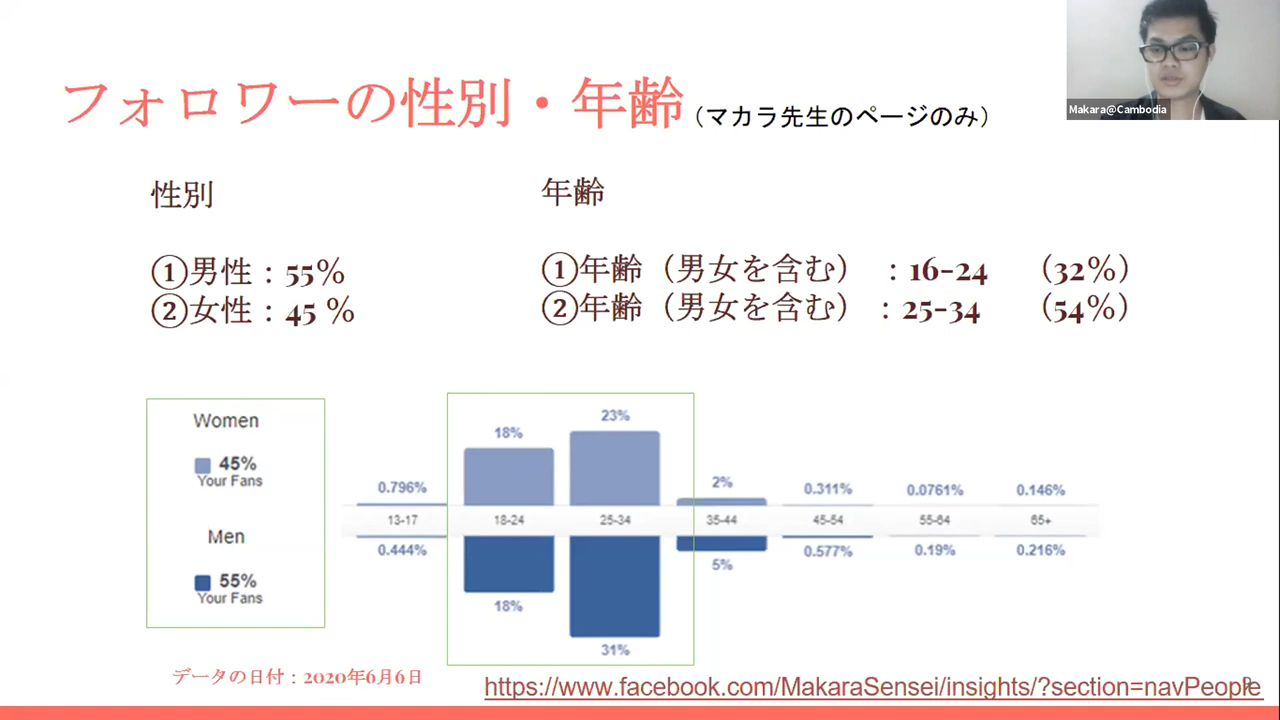 フォロワーの性別・年齢（マカラ先生のページのみ）
Makara@Cambodia
性別
①男性：55%
②女性：45 %
年齢
①年齢（男女を含む）：16-24 （32%）
②年齢（男女を含む）：25-34 （54%）
Women
45%
Your Fans
Men
55%
Your Fans
0.796% 18% 23% 2% 0.311% 0.0761% 0.146%
13-17 18-24 25-34 35-44 45-54 55-64 65+
0.444% 18% 31% 5% 0.577% 0.19% 0.216%
データの日付：2020年6月6日
https://www.facebook.com/MakaraSensei/insights/?section=navPeople